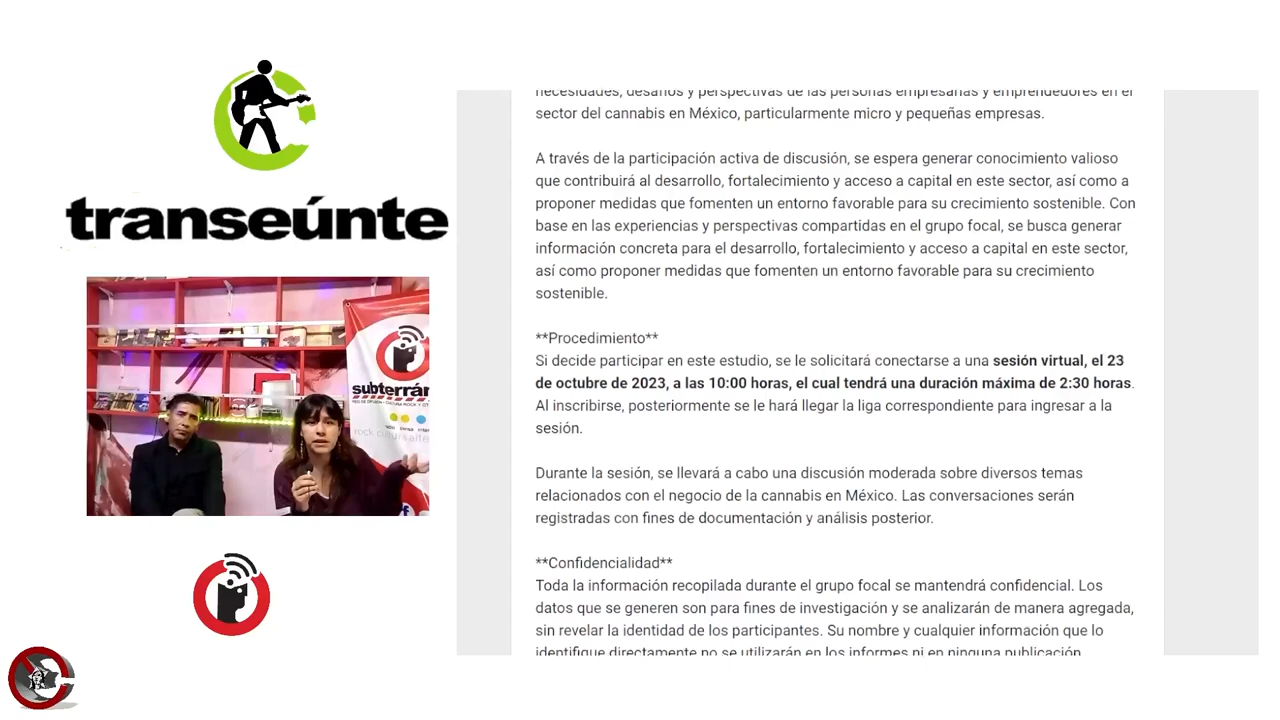 transeúnte
subterrán
rock cultura alte
necesidades, desafíos y perspectivas de las personas empresarias y emprendedores en el
sector del cannabis en México, particularmente micro y pequeñas empresas.
A través de la participación activa de discusión, se espera generar conocimiento valioso
que contribuirá al desarrollo, fortalecimiento y acceso a capital en este sector, así como a
proponer medidas que fomenten un entorno favorable para su crecimiento sostenible. Con
base en las experiencias y perspectivas compartidas en el grupo focal, se busca generar
información concreta para el desarrollo, fortalecimiento y acceso a capital en este sector,
así como proponer medidas que fomenten un entorno favorable para su crecimiento
sostenible.
**Procedimiento**
Si decide participar en este estudio, se le solicitará conectarse a una sesión virtual, el 23
de octubre de 2023, a las 10:00 horas, el cual tendrá una duración máxima de 2:30 horas.
Al inscribirse, posteriormente se le hará llegar la liga correspondiente para ingresar a la
sesión.
Durante la sesión, se llevará a cabo una discusión moderada sobre diversos temas
relacionados con el negocio de la cannabis en México. Las conversaciones serán
registradas con fines de documentación y análisis posterior.
**Confidencialidad**
Toda la información recopilada durante el grupo focal se mantendrá confidencial. Los
datos que se generen son para fines de investigación y se analizarán de manera agregada,
sin revelar la identidad de los participantes. Su nombre y cualquier información que lo
identifique directamente no se utilizarán en los informes ni en ninguna publicación